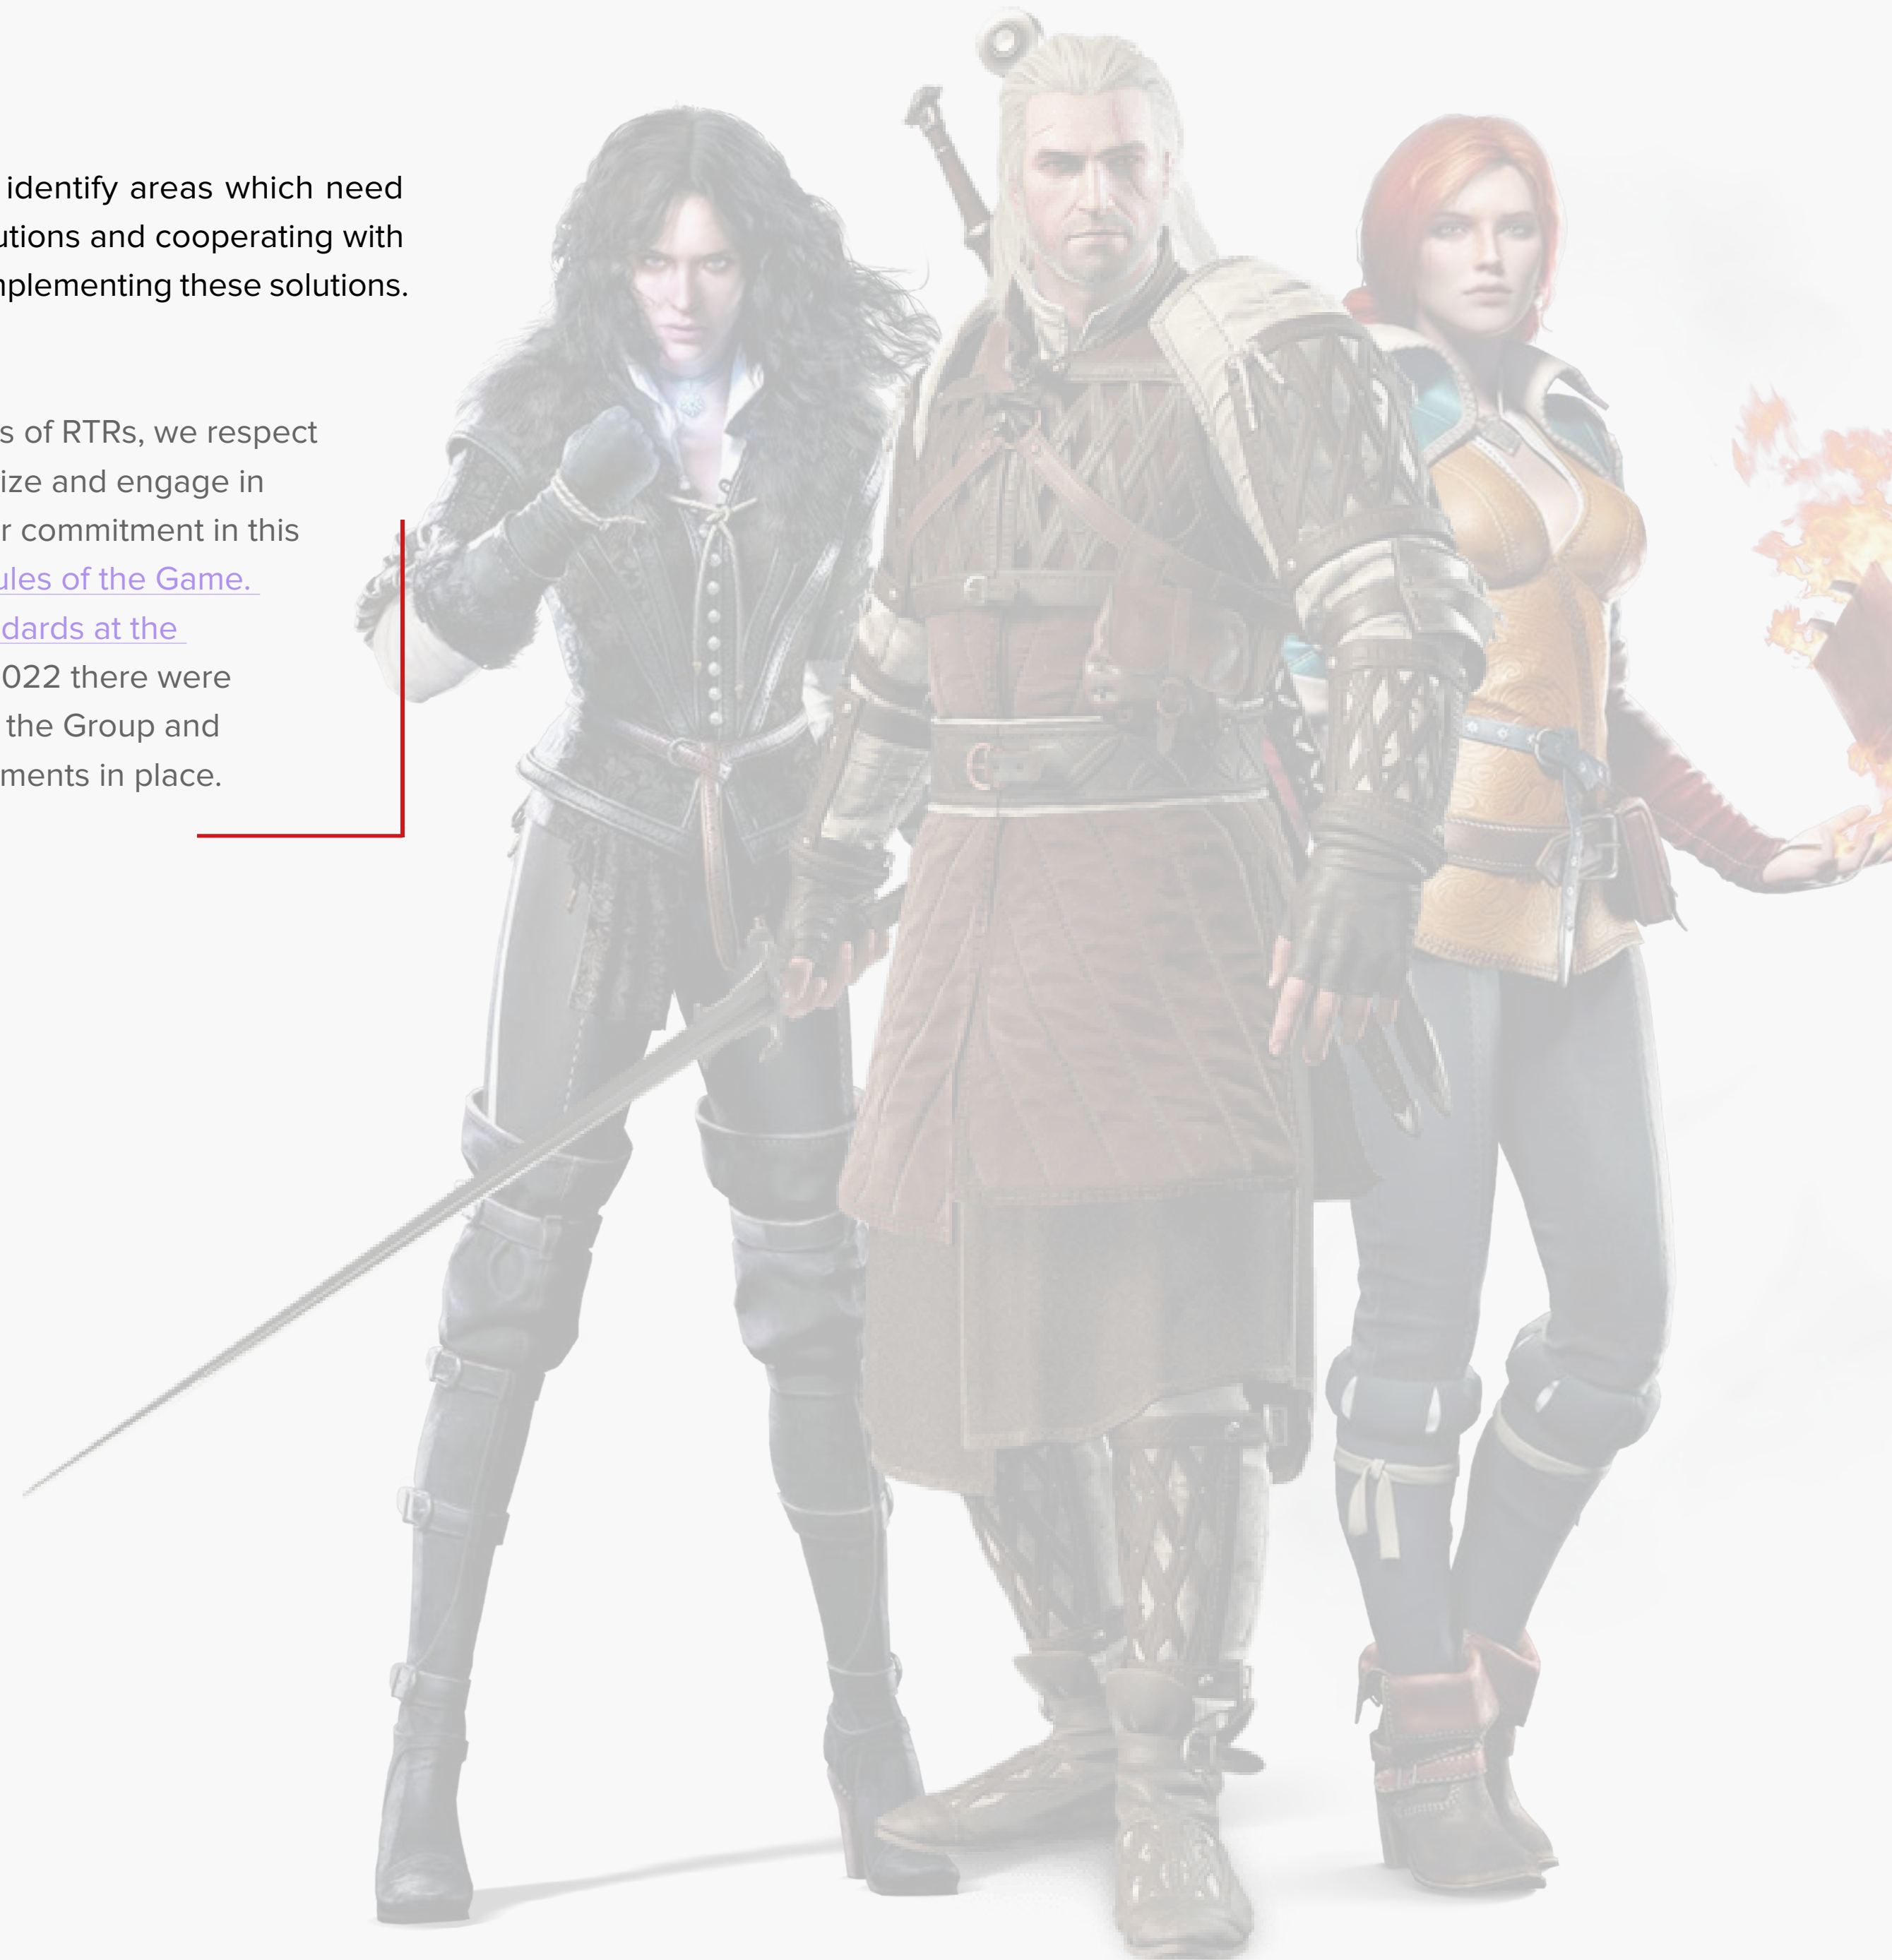 identify areas which need
utions and cooperating with
nplementing these solutions.
s of RTRs, we respect
ize and engage in
r commitment in this
ules of the Game.
dards at the
022 there were
the Group and
ments in place.